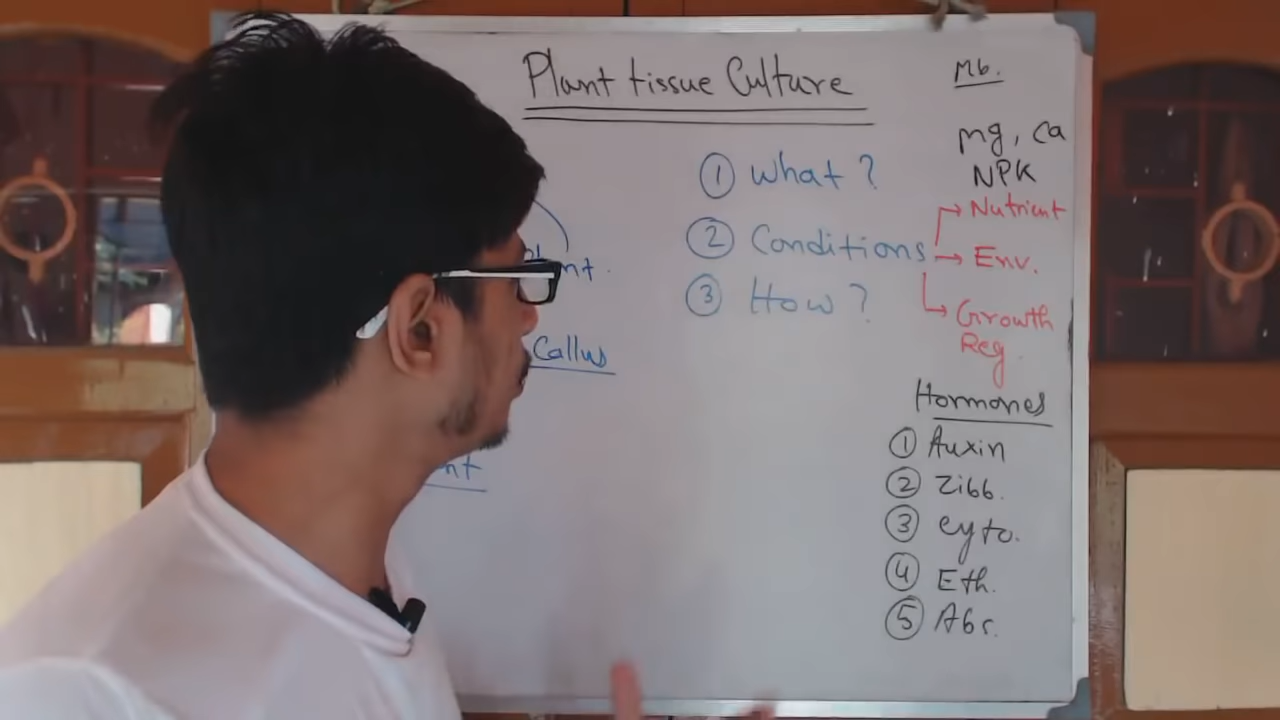 Plant tissue Culture
Mb.
Mg, Ca
NPK
① What ?
② Conditions → Nutrient
→ Env.
→ Growth
Reg.
③ How ?
Callus
Hormones
① Auxin
② Zibb.
③ Cyto.
④ Eth.
⑤ Abs.